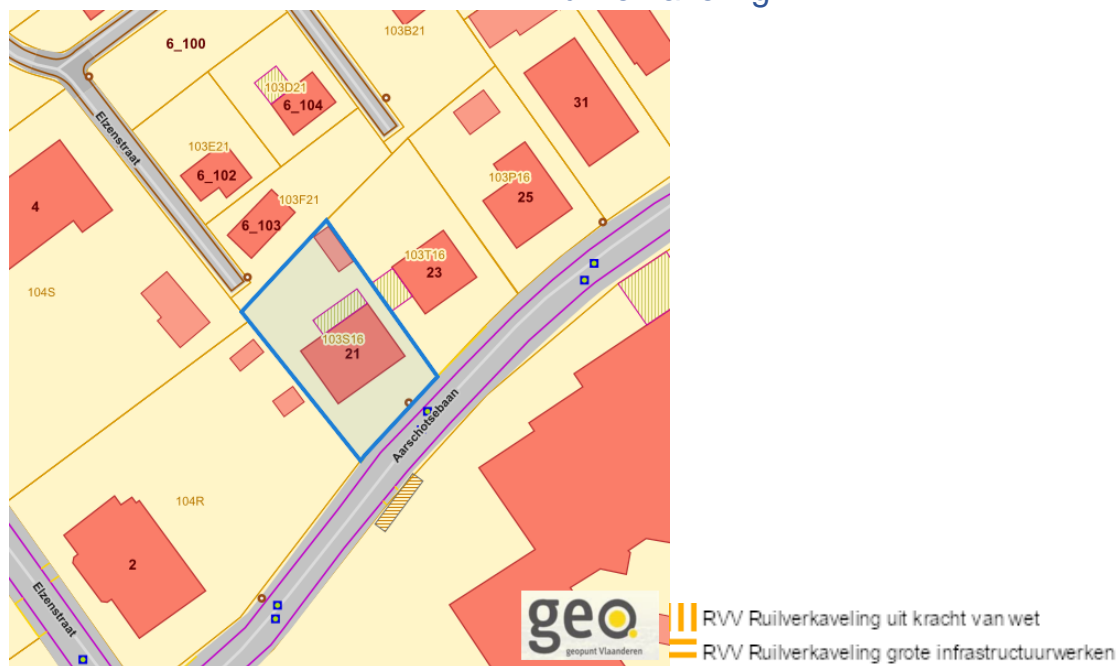 6_100
103B21
103D21
6_104
31
Elzenstraat
103E21
6_102
103P16
25
4
103F21
6_103
103T16
23
104S
103S16
21
Aarschotsebaan
104R
2
Elzenstraat
geo
geopunt Vlaanderen
RVV Ruilverkaveling uit kracht van wet
RVV Ruilverkaveling grote infrastructuurwerken